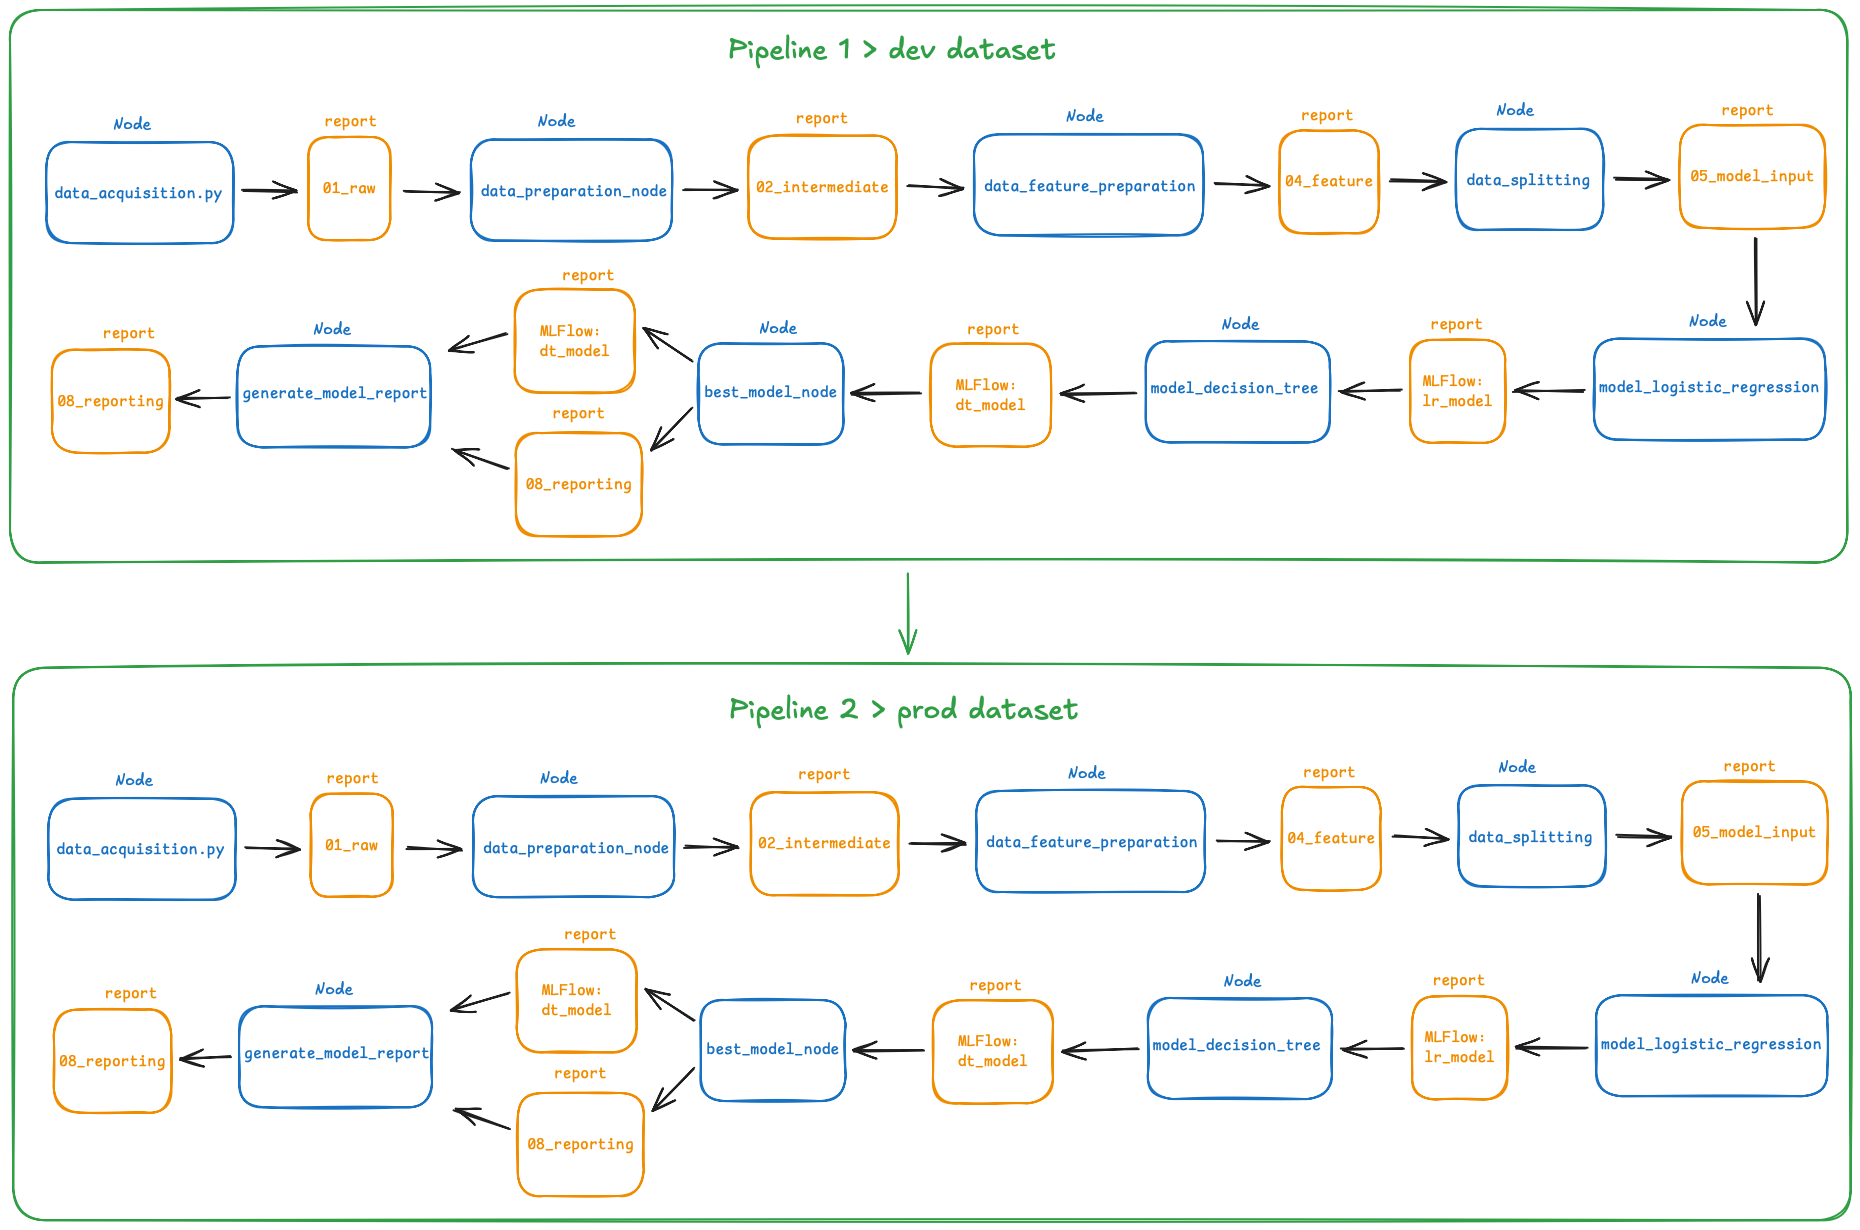 Pipeline 1 > dev dataset
Node
report
Node
report
Node
report
Node
report
data_acquisition.py
01_raw
data_preparation_node
02_intermediate
data_feature_preparation
04_feature
data_splitting
05_model_input
report
Node
report
Node
report
Node
report
Node
08_reporting
generate_model_report
MLFlow:
dt_model
best_model_node
MLFlow:
dt_model
model_decision_tree
MLFlow:
lr_model
model_logistic_regression
report
08_reporting
Pipeline 2 > prod dataset
Node
report
Node
report
Node
report
Node
report
data_acquisition.py
01_raw
data_preparation_node
02_intermediate
data_feature_preparation
04_feature
data_splitting
05_model_input
report
Node
report
report
Node
report
Node
08_reporting
generate_model_report
MLFlow:
dt_model
best_model_node
MLFlow:
dt_model
model_decision_tree
MLFlow:
lr_model
model_logistic_regression
report
08_reporting